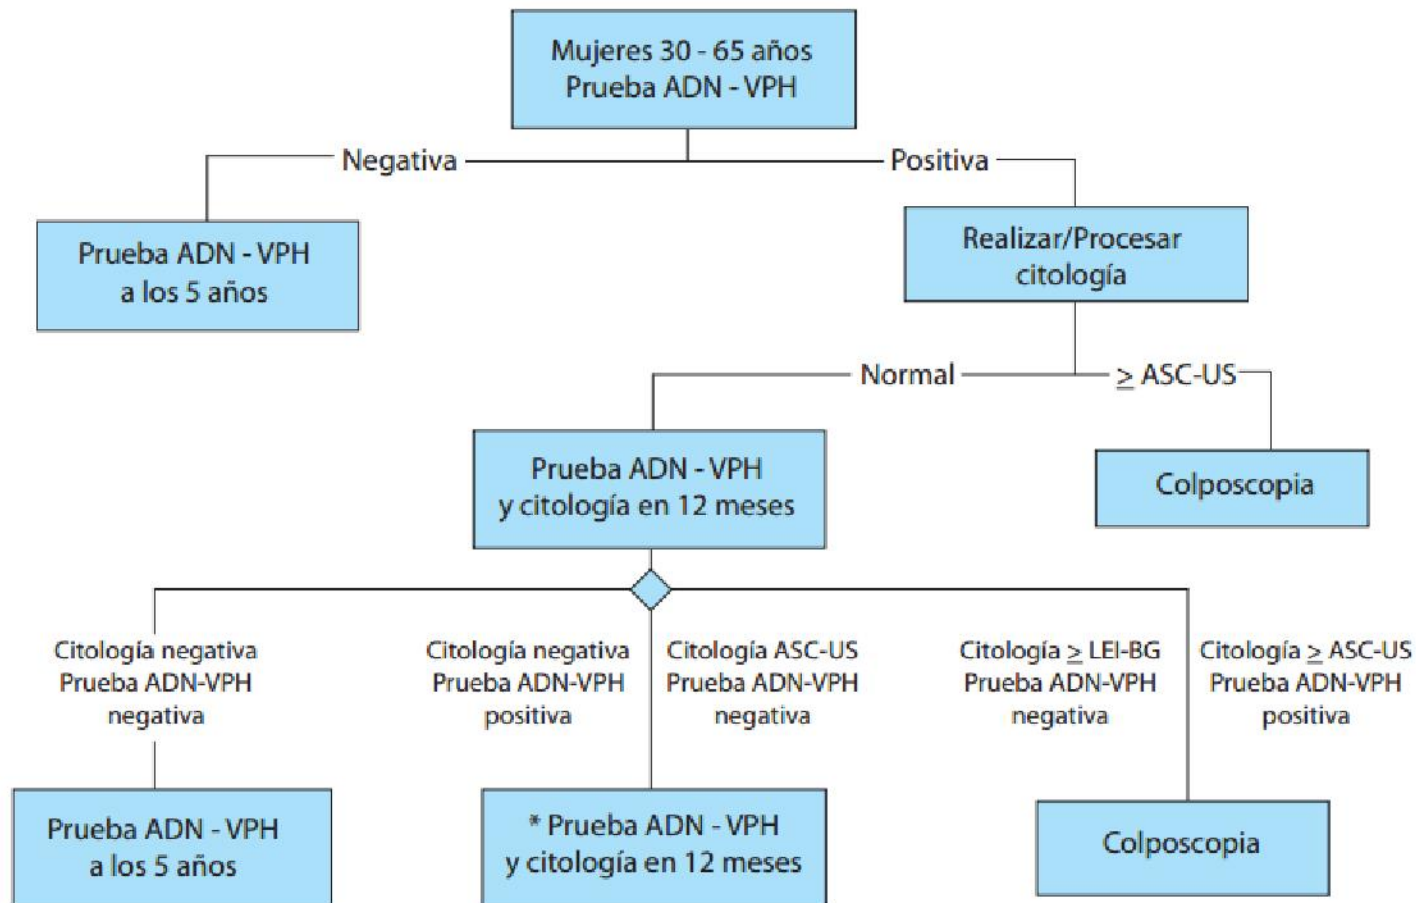 Mujeres 30 - 65 años
Prueba ADN - VPH
Negativa
Positiva
Prueba ADN - VPH
a los 5 años
Realizar/Procesar
citología
Normal
≥ ASC-US
Prueba ADN - VPH
y citología en 12 meses
Colposcopia
Citología negativa
Prueba ADN-VPH
negativa
Citología negativa
Prueba ADN-VPH
positiva
Citología ASC-US
Prueba ADN-VPH
negativa
Citología ≥ LEI-BG
Prueba ADN-VPH
negativa
Citología ≥ ASC-US
Prueba ADN-VPH
positiva
Prueba ADN - VPH
a los 5 años
* Prueba ADN - VPH
y citología en 12 meses
Colposcopia